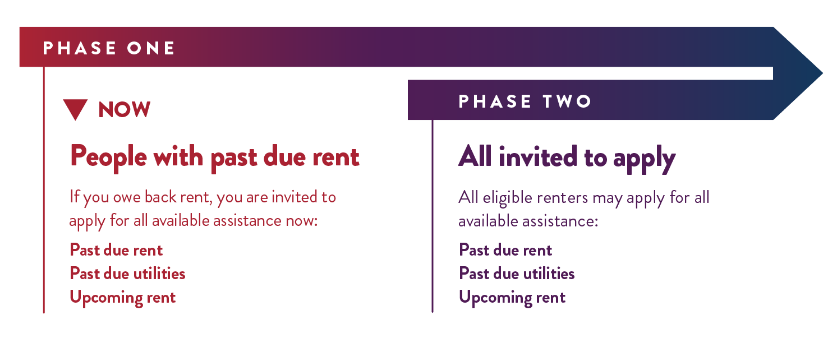 PHASE ONE
NOW
People with past due rent
If you owe back rent, you are invited to
apply for all available assistance now:
Past due rent
Past due utilities
Upcoming rent
PHASE TWO
All invited to apply
All eligible renters may apply for all
available assistance:
Past due rent
Past due utilities
Upcoming rent